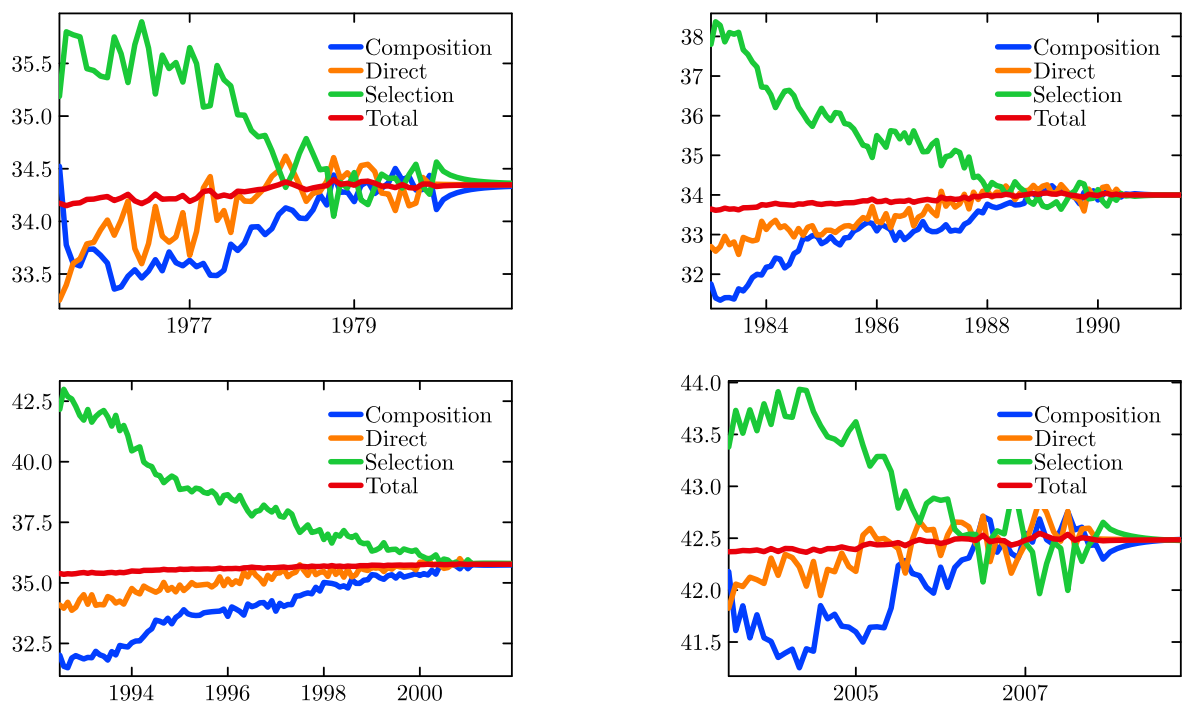 35.5
35.0
34.5
34.0
33.5
Composition
Direct
Selection
Total
1977 1979
38
37
36
35
34
33
32
Composition
Direct
Selection
Total
1984 1986 1988 1990
42.5
40.0
37.5
35.0
32.5
Composition
Direct
Selection
Total
1994 1996 1998 2000
44.0
43.5
43.0
42.5
42.0
41.5
Composition
Direct
Selection
Total
2005 2007